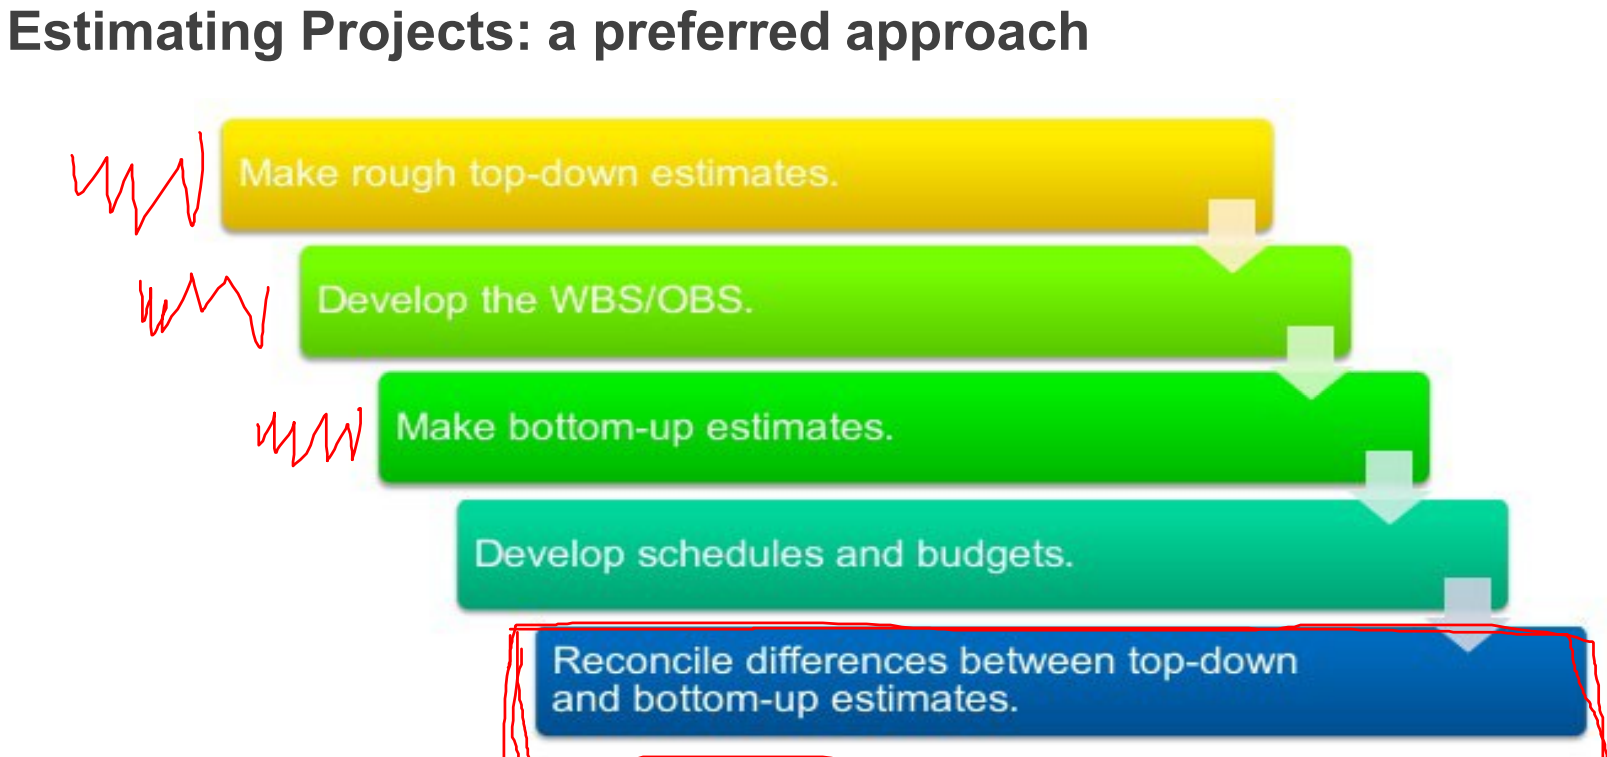 Estimating Projects: a preferred approach
Make rough top-down estimates.
Develop the WBS/OBS.
Make bottom-up estimates.
Develop schedules and budgets.
Reconcile differences between top-down
and bottom-up estimates.